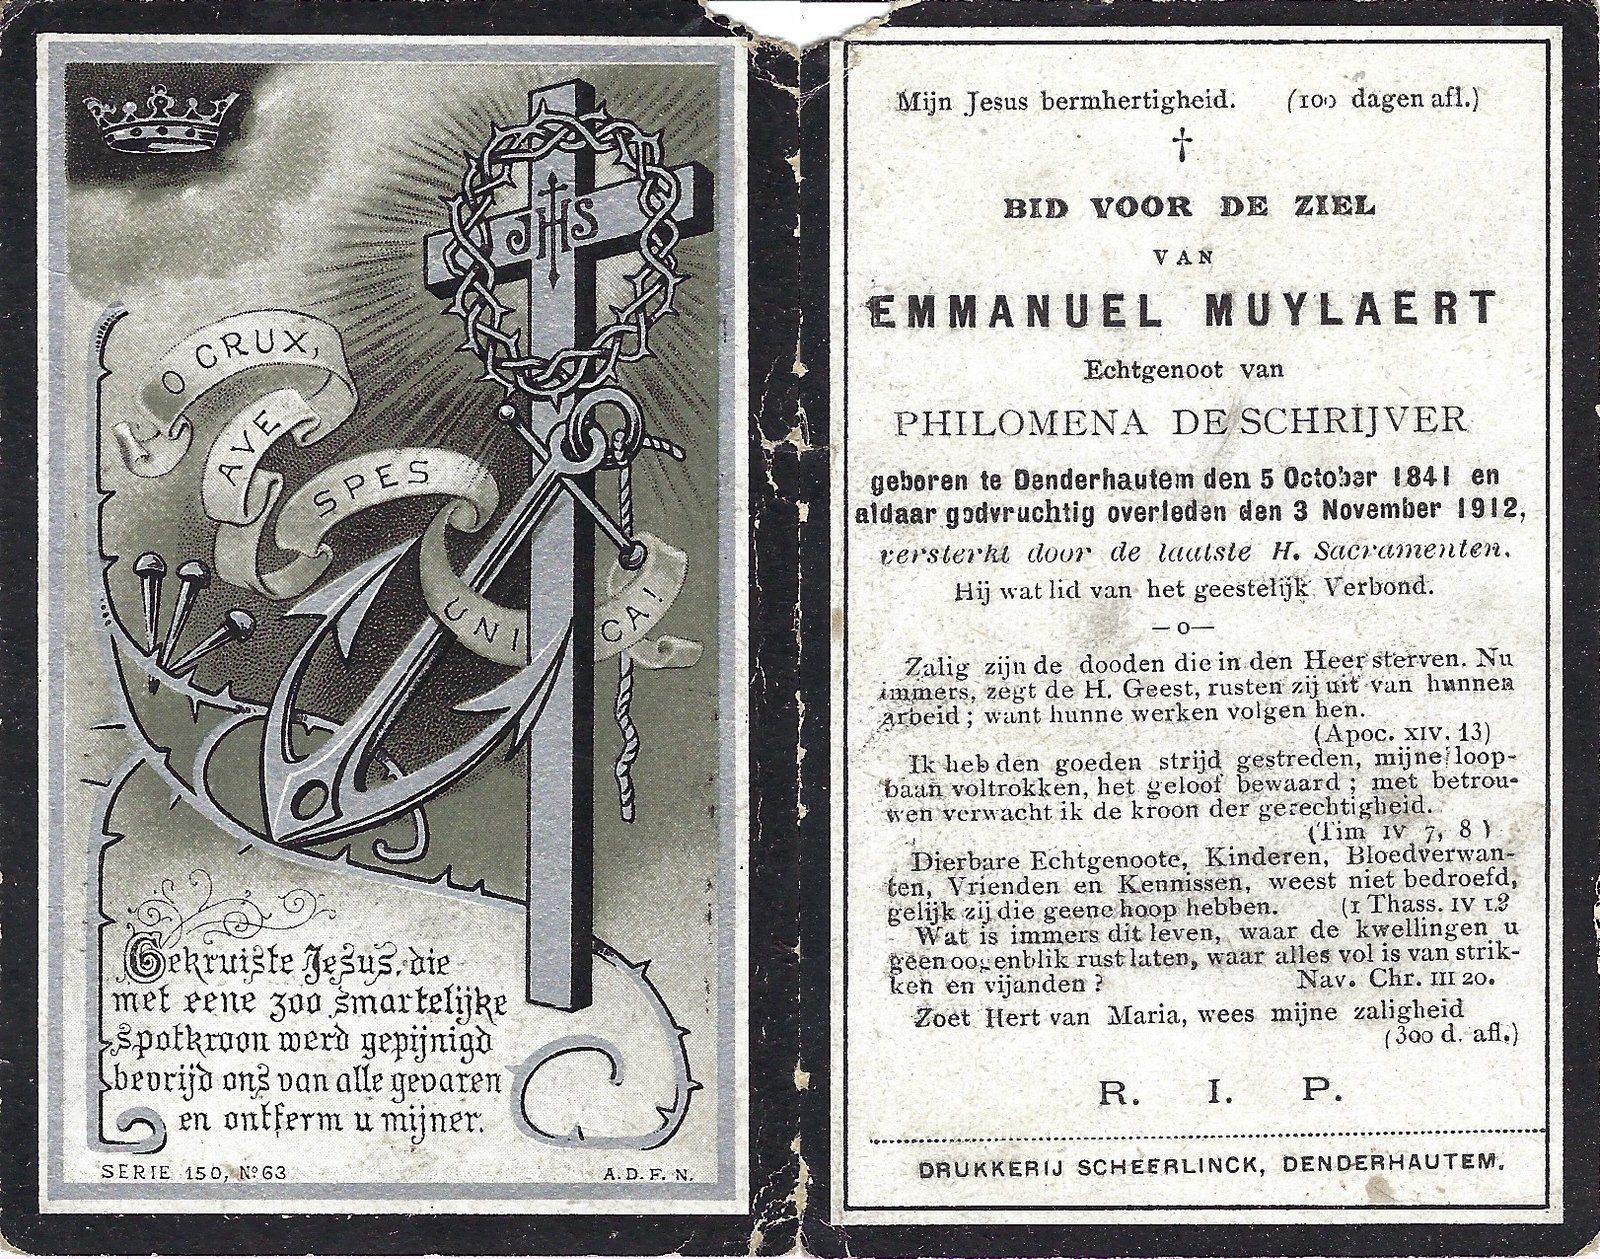 O CRUX,
AVE
SPES
UNICA!
JHS
Gekruiste Jesus, die
met eene zoo smartelijke
spotkroon werd gepijnigd
bevrijd ons van alle gevaren
en ontferm u mijner.
SERIE 150, No 63
A. D. F. N.
Mijn Jesus bermhertigheid. (100 dagen afl.)
†
BID VOOR DE ZIEL
VAN
EMMANUEL MUYLAERT
Echtgenoot van
PHILOMENA DE SCHRIJVER
geboren te Denderhautem den 5 October 1841 en
aldaar godvruchtig overleden den 3 November 1912,
versterkt door de laatste H. Sacramenten.
Hij wat lid van het geestelijk Verbond.
—o—
Zalig zijn de dooden die in den Heer sterven. Nu
immers, zegt de H. Geest, rusten zij uit van hunnen
arbeid; want hunne werken volgen hen.
(Apoc. XIV. 13)
Ik heb den goeden strijd gestreden, mijne loop-
baan voltrokken, het geloof bewaard; met betrou-
wen verwacht ik de kroon der gerechtigheid.
(Tim IV 7, 8)
Dierbare Echtgenoote, Kinderen, Bloedverwan-
ten, Vrienden en Kennissen, weest niet bedroefd,
gelijk zij die geene hoop hebben. (1 Thass. IV 13
Wat is immers dit leven, waar de kwellingen u
geen oogenblik rust laten, waar alles vol is van strik-
ken en vijanden? Nav. Chr. III 20.
Zoet Hert van Maria, wees mijne zaligheid
(300 d. afl.)
R. I. P.
DRUKKERIJ SCHEERLINCK, DENDERHAUTEM.